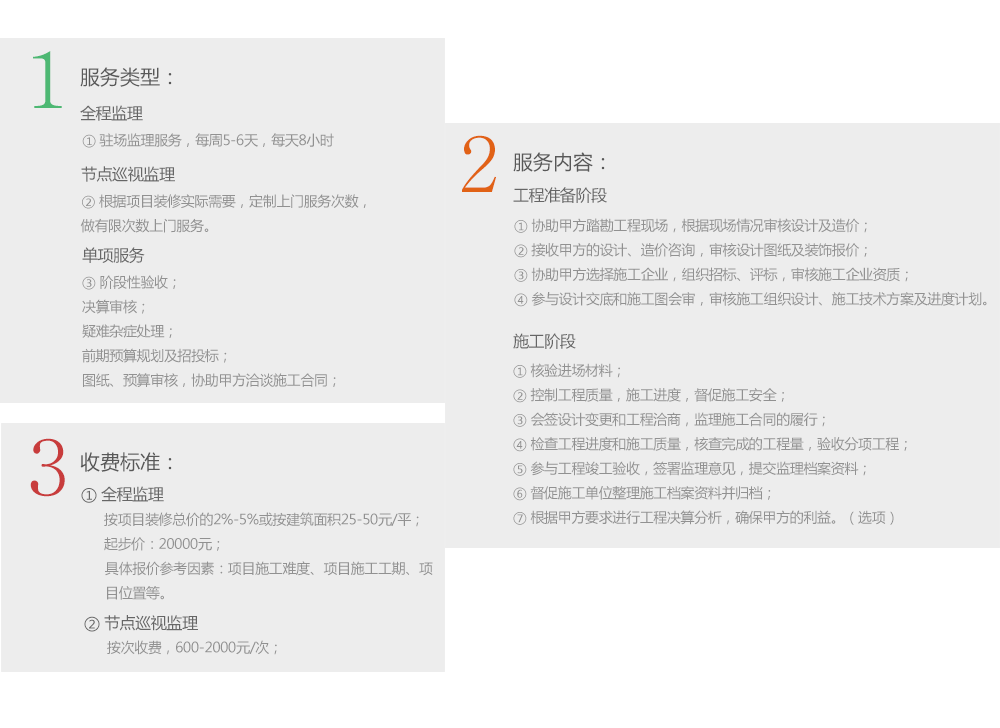 1
服务类型：
全程监理
① 驻场监理服务，每周5-6天，每天8小时
节点巡视监理
② 根据项目装修实际需要，定制上门服务次数，
做有限次数上门服务。
单项服务
③ 阶段性验收；
决算审核；
疑难杂症处理；
前期预算规划及招投标；
图纸、预算审核，协助甲方洽谈施工合同；
2
服务内容：
工程准备阶段
① 协助甲方踏勘工程现场，根据现场情况审核设计及造价；
② 接收甲方的设计、造价咨询，审核设计图纸及装饰报价；
③ 协助甲方选择施工企业，组织招标、评标，审核施工企业资质；
④ 参与设计交底和施工图会审，审核施工组织设计、施工技术方案及进度计划。
施工阶段
① 核验进场材料；
② 控制工程质量，施工进度，督促施工安全；
③ 会签设计变更和工程洽商，监理施工合同的履行；
④ 检查工程进度和施工质量，核查完成的工程量，验收分项工程；
⑤ 参与工程竣工验收，签署监理意见，提交监理档案资料；
⑥ 督促施工单位整理施工档案资料并归档；
⑦ 根据甲方要求进行工程决算分析，确保甲方的利益。（选项）
3
收费标准：
① 全程监理
按项目装修总价的2%-5%或按建筑面积25-50元/平；
起步价：20000元；
具体报价参考因素：项目施工难度、项目施工工期、项
目位置等。
② 节点巡视监理
按次收费，600-2000元/次；